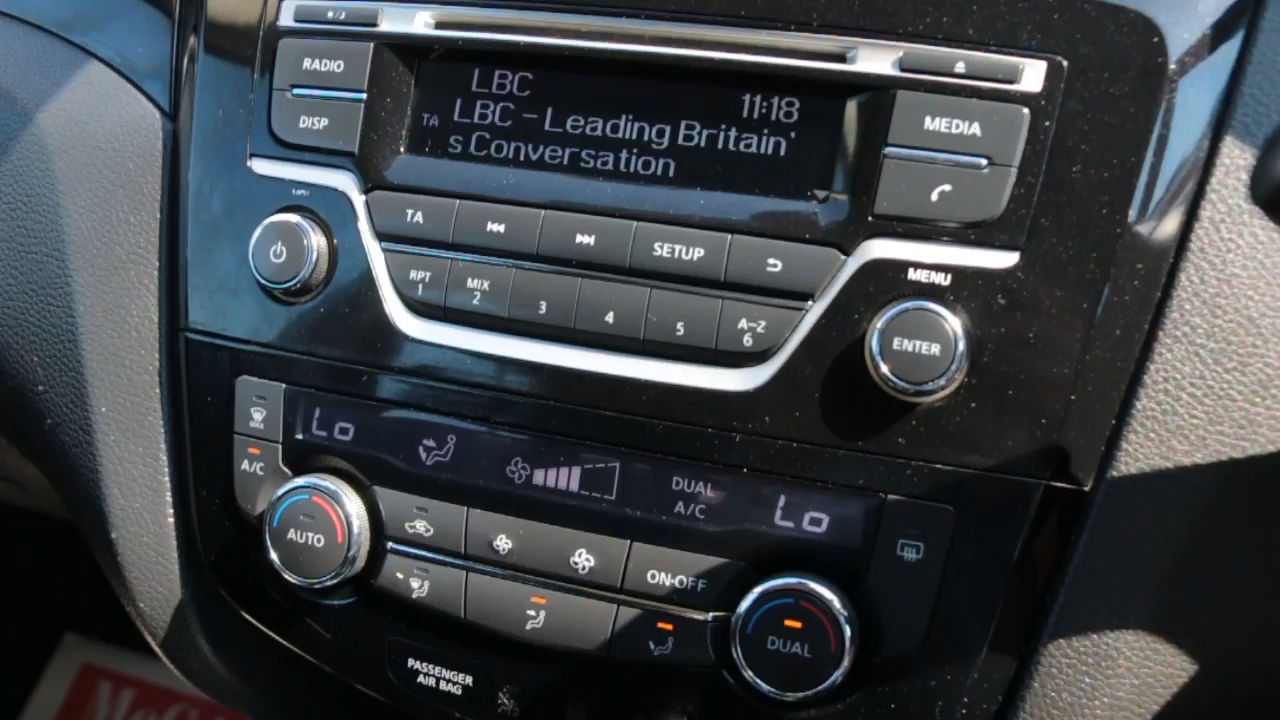 RADIO
DISP
LBC
11:18
TA
LBC - Leading Britain'
s Conversation
MEDIA
TA
SETUP
RPT
1
MIX
2
3
4
5
A-Z
6
MENU
ENTER
MAX
A/C
Lo
DUAL
A/C
Lo
AUTO
ON·OFF
DUAL
PASSENGER
AIR BAG